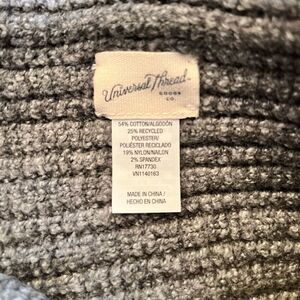 Universal Thread
GOODS
CO.
54% COTTON/ALGODÓN
25% RECYCLED
POLYESTER/
POLIÉSTER RECICLADO
19% NYLON/NAILON
2% SPANDEX
RN17730
VN1140163
MADE IN CHINA /
HECHO EN CHINA